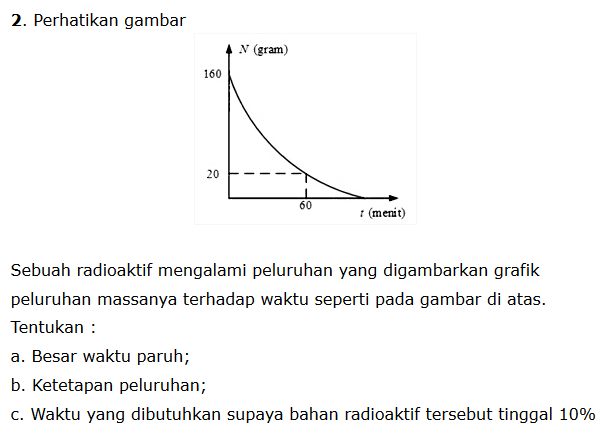 2. Perhatikan gambar
N (gram)
160
20
60
t (menit)
Sebuah radioaktif mengalami peluruhan yang digambarkan grafik
peluruhan massanya terhadap waktu seperti pada gambar di atas.
Tentukan :
a. Besar waktu paruh;
b. Ketetapan peluruhan;
c. Waktu yang dibutuhkan supaya bahan radioaktif tersebut tinggal 10%